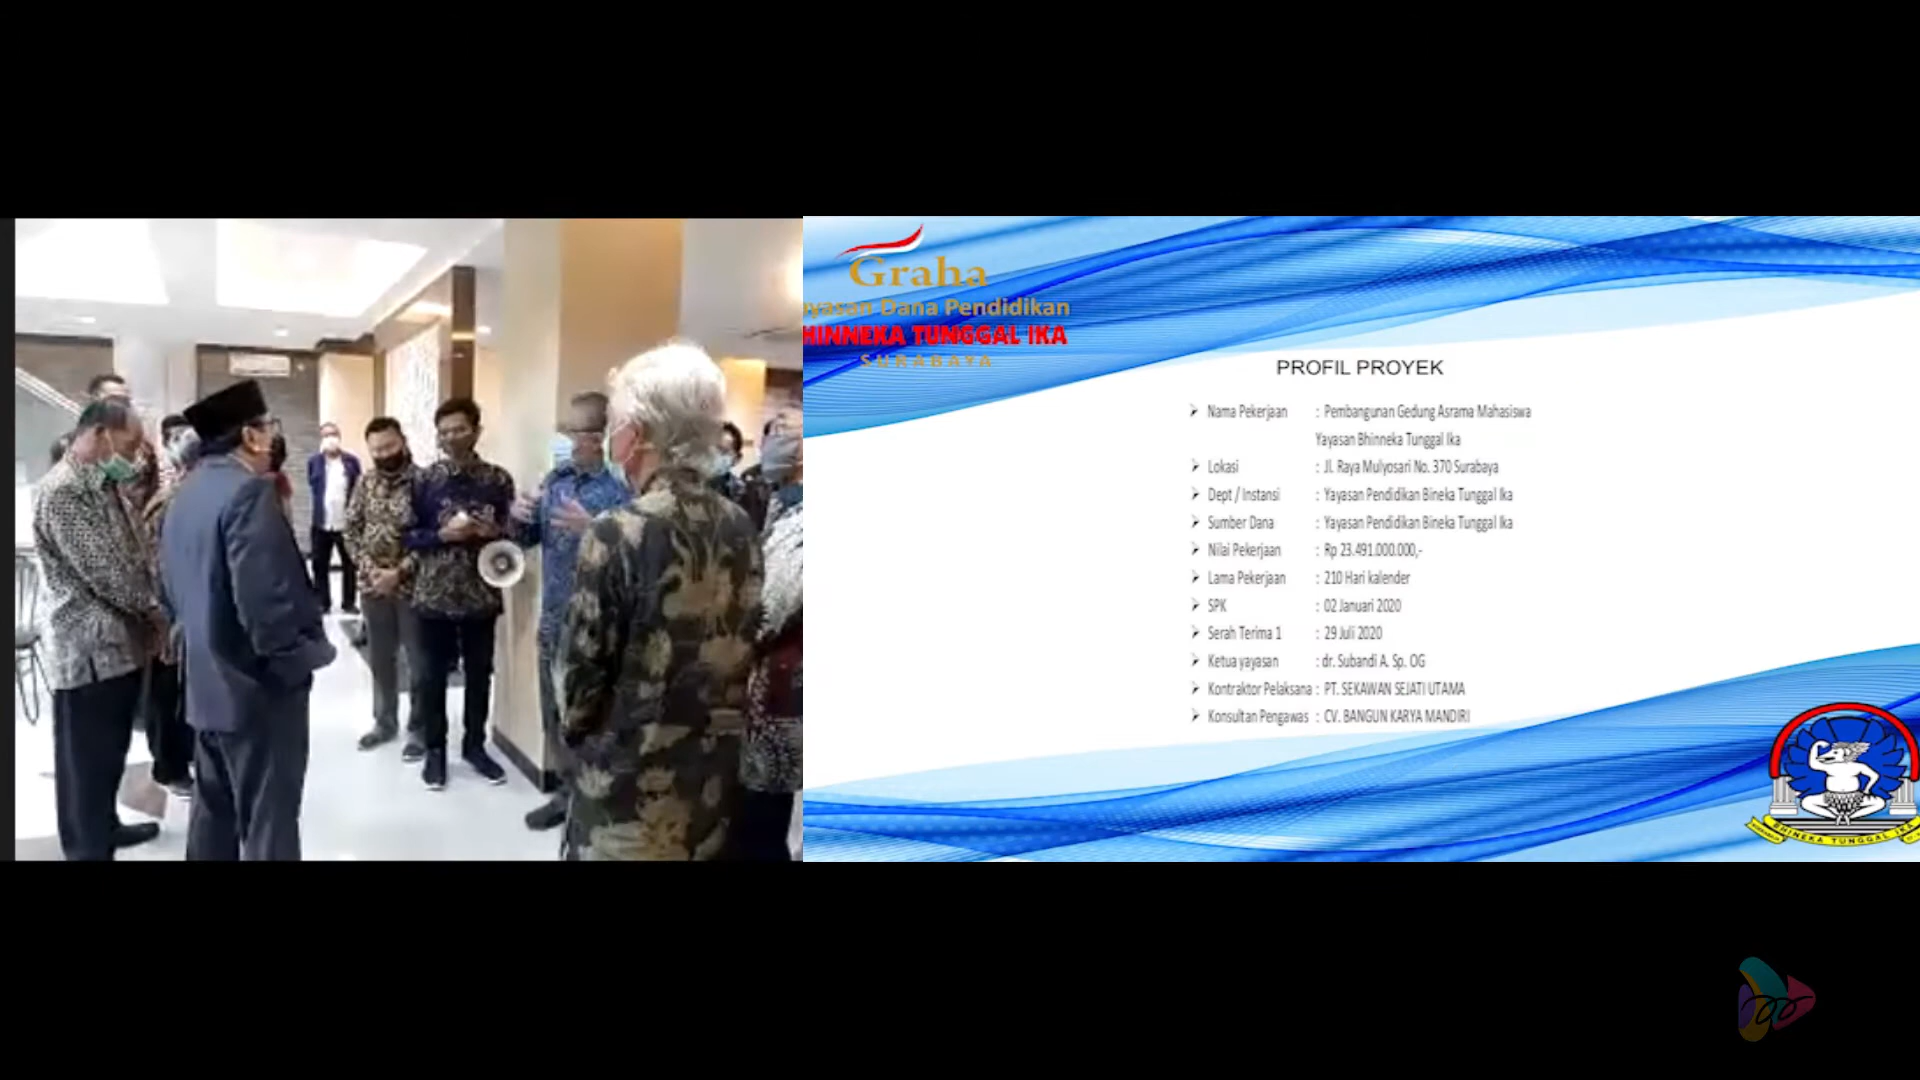 Graha
ayasan Dana Pendidikan
HINNEKA TUNGGAL IKA
SURABAYA
PROFIL PROYEK
➢ Nama Pekerjaan : Pembangunan Gedung Asrama Mahasiswa
Yayasan Bhinneka Tunggal Ika
➢ Lokasi : Jl. Raya Mulyosari No. 370 Surabaya
➢ Dept / Instansi : Yayasan Pendidikan Bineka Tunggal Ika
➢ Sumber Dana : Yayasan Pendidikan Bineka Tunggal Ika
➢ Nilai Pekerjaan : Rp 23.491.000.000,-
➢ Lama Pekerjaan : 210 Hari kalender
➢ SPK : 02 Januari 2020
➢ Serah Terima 1 : 29 Juli 2020
➢ Ketua yayasan : dr. Subandi A. Sp. OG
➢ Kontraktor Pelaksana : PT. SEKAWAN SEJATI UTAMA
➢ Konsultan Pengawas : CV. BANGUN KARYA MANDIRI
BHINEKA TUNGGAL IKA